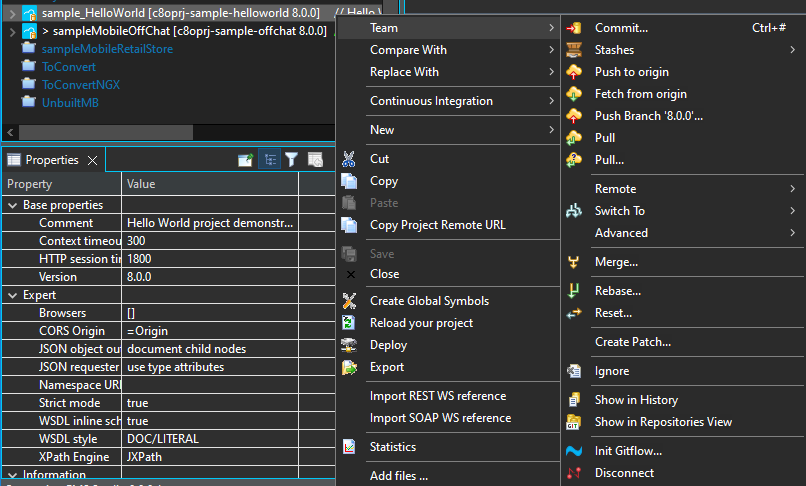 sample_HelloWorld [c8oprj-sample-helloworld 8.0.0] // Hello W
> sampleMobileOffChat [c8oprj-sample-offchat 8.0.0]
sampleMobileRetailStore
ToConvert
ToConvertNGX
UnbuiltMB
Properties
Property Value
Base properties
Comment Hello World project demonstr...
Context timeou 300
HTTP session tin 1800
Version 8.0.0
Expert
Browsers []
CORS Origin =Origin
JSON object out document child nodes
JSON requester use type attributes
Namespace URI
Strict mode true
WSDL inline sch true
WSDL style DOC/LITERAL
XPath Engine JXPath
Information
Team
Compare With
Replace With
Continuous Integration
New
Cut
Copy
Paste
Copy Project Remote URL
Save
Close
Create Global Symbols
Reload your project
Deploy
Export
Import REST WS reference
Import SOAP WS reference
Statistics
Add files ...
Commit... Ctrl+#
Stashes
Push to origin
Fetch from origin
Push Branch '8.0.0'...
Pull
Pull...
Remote
Switch To
Advanced
Merge...
Rebase...
Reset...
Create Patch...
Ignore
Show in History
Show in Repositories View
Init Gitflow...
Disconnect